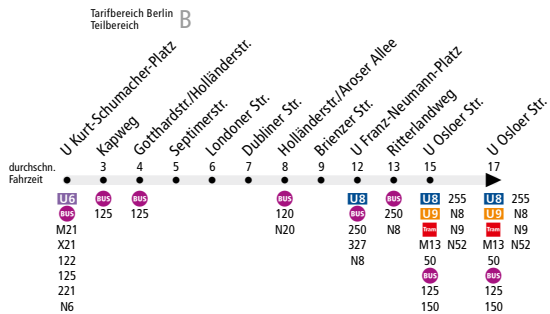 Tarifbereich Berlin
Teilbereich B
U Kurt-Schumacher-Platz
Kapweg
Gotthardstr./Holländerstr.
Septimerstr.
Londoner Str.
Dubliner Str.
Holländerstr./Aroser Allee
Brienzer Str.
U Franz-Neumann-Platz
Ritterlandweg
U Osloer Str.
U Osloer Str.
durchschn. 3 4 5 6 7 8 9 12 13 15 17
Fahrzeit
U6 BUS BUS BUS U8 BUS U8 255 U8 255
BUS 125 125 120 BUS 250 U9 N8 U9 N8
M21 N20 250 N8 Tram N9 Tram N9
X21 327 M13 N52 M13 N52
122 N8 50 50
125 BUS BUS
221 125 125
N6 150 150